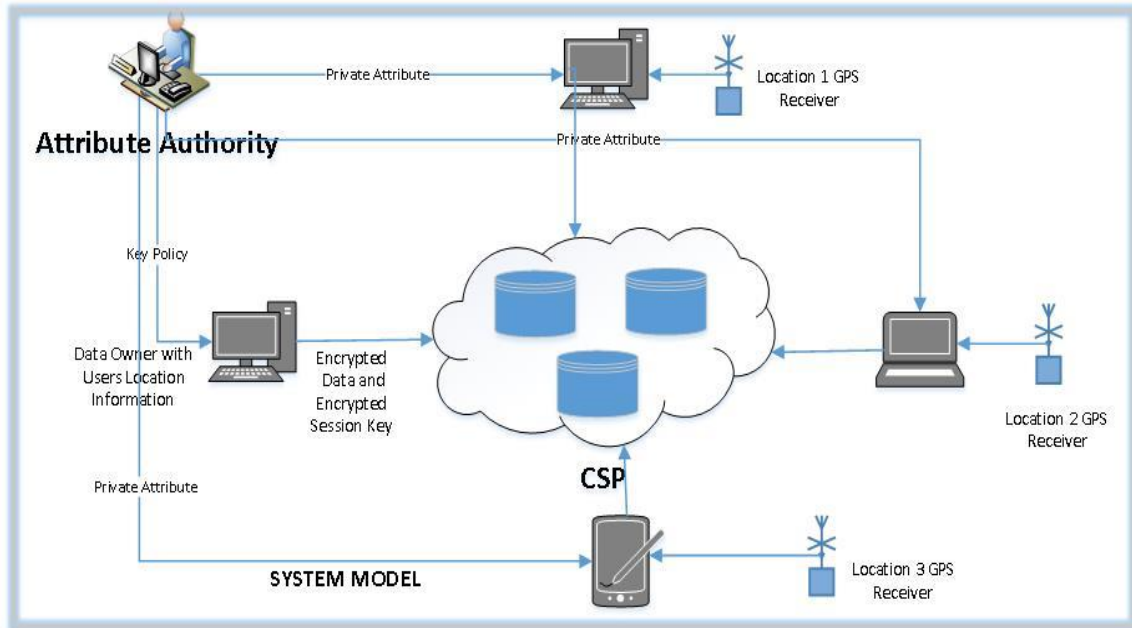 Private Attribute
Location 1 GPS
Receiver
Attribute Authority
Private Attribute
Key Policy
Data Owner with
Users Location
Information
Encrypted
Data and
Encrypted
Session Key
Location 2 GPS
Receiver
CSP
Private Attribute
SYSTEM MODEL
Location 3 GPS
Receiver